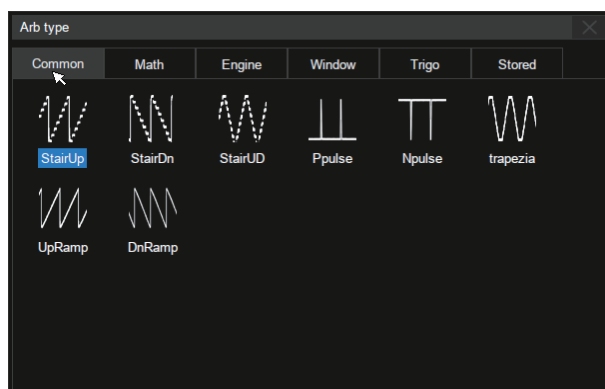 Arb type
Common Math Engine Window Trigo Stored
StairUp StairDn StairUD Ppulse Npulse trapezia
UpRamp DnRamp